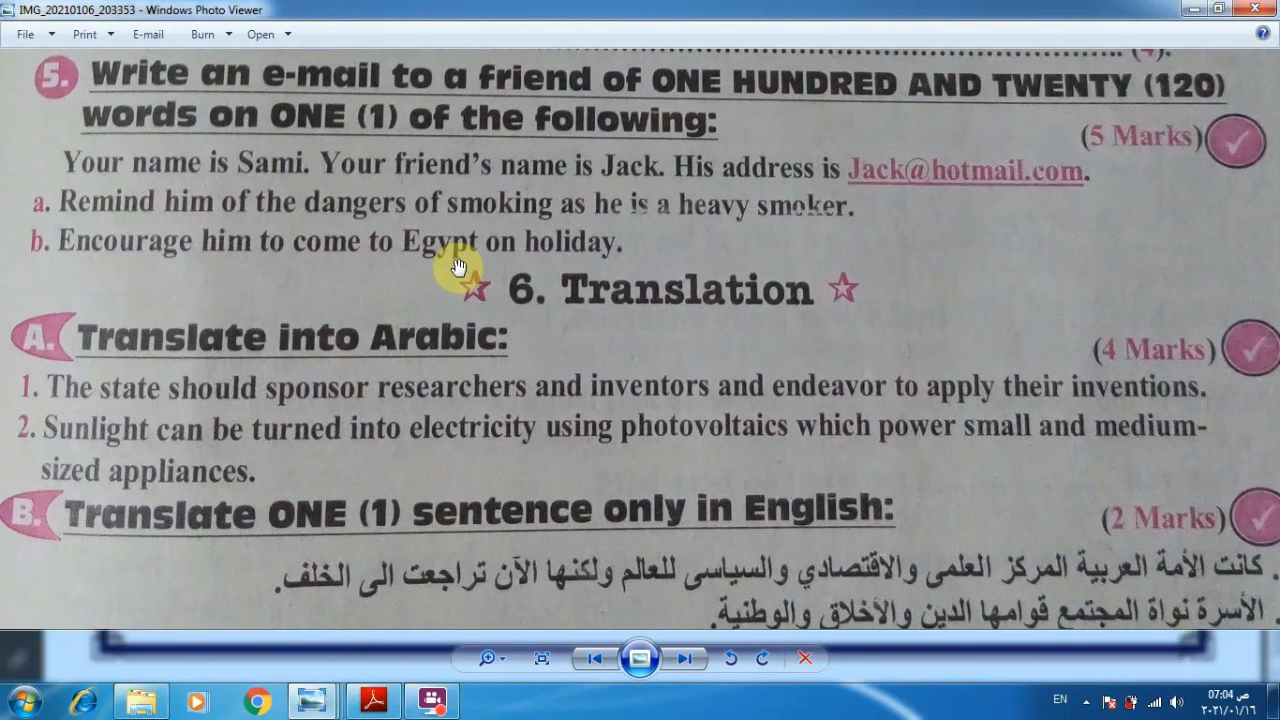 IMG_20210106_203353 - Windows Photo Viewer
File Print E-mail Burn Open
(4).
5. Write an e-mail to a friend of ONE HUNDRED AND TWENTY (120)
words on ONE (1) of the following:
(5 Marks)
Your name is Sami. Your friend's name is Jack. His address is Jack@hotmail.com.
a. Remind him of the dangers of smoking as he is a heavy smoker.
b. Encourage him to come to Egypt on holiday.
6. Translation
A. Translate into Arabic:
(4 Marks)
1. The state should sponsor researchers and inventors and endeavor to apply their inventions.
2. Sunlight can be turned into electricity using photovoltaics which power small and medium-
sized appliances.
B. Translate ONE (1) sentence only in English:
(2 Marks)
. كانت الأمة العربية المركز العلمى والاقتصادي والسياسى للعالم ولكنها الآن تراجعت الى الخلف.
. الأسرة نواة المجتمع قوامها الدين والأخلاق والوطنية.
EN
07:04 ص
٢٠٢١/٠١/١٦